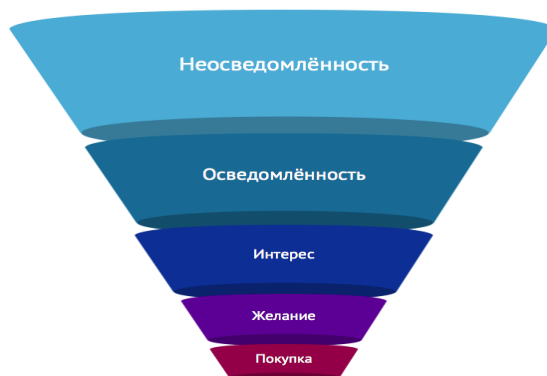 Неосведомлённость
Осведомлённость
Интерес
Желание
Покупка